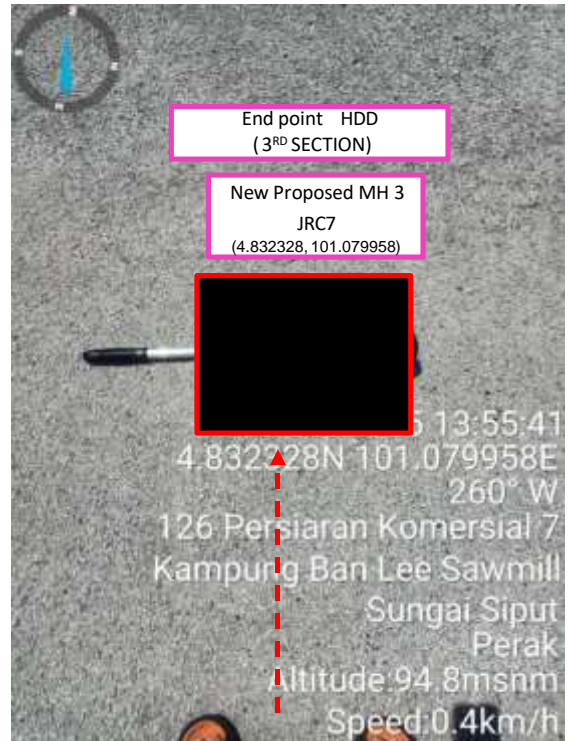 End point HDD
(3RD SECTION)
New Proposed MH 3
JRC7
(4.832328, 101.079958)
13:55:41
4.832328N 101.079958E
260° W
126 Persiaran Komersial 7
Kampung Ban Lee Sawmill
Sungai Siput
Perak
Altitude:94.8msnm
Speed:0.4km/h